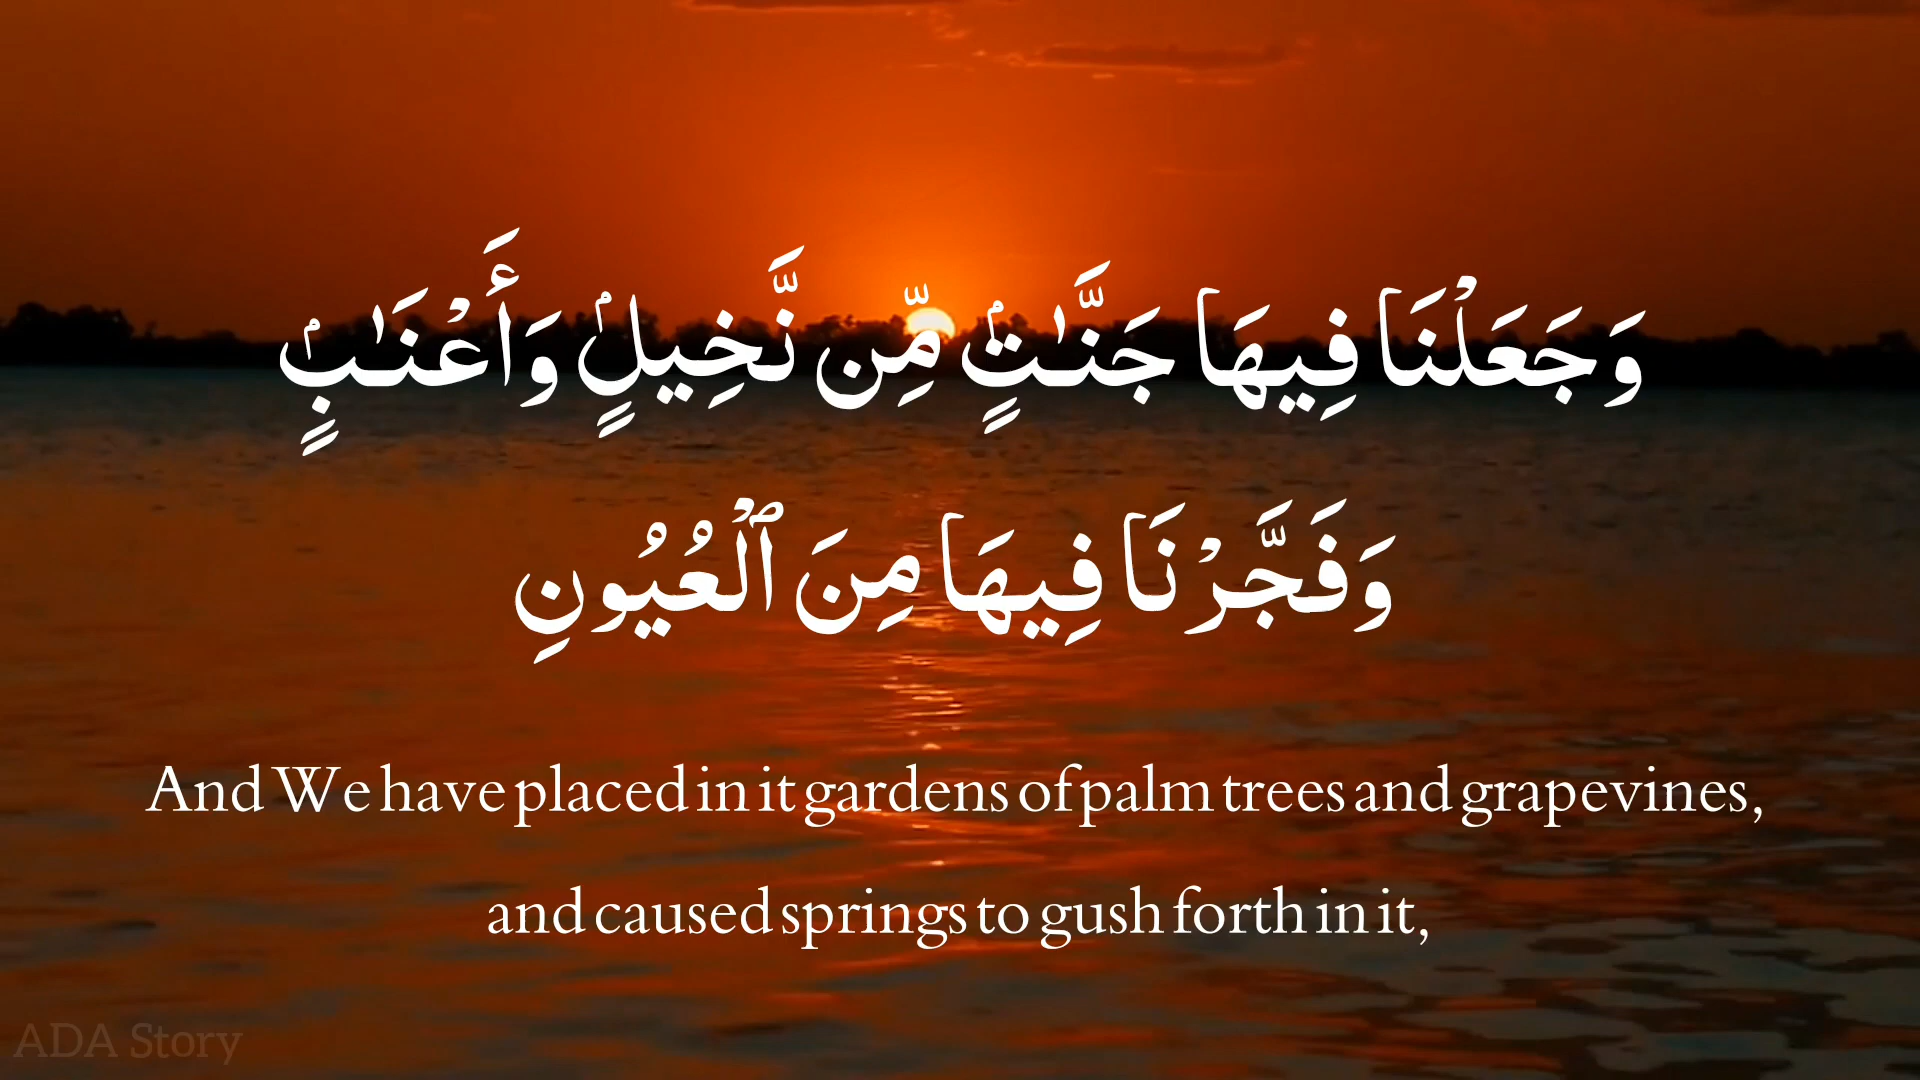 وَجَعَلْنَا فِيهَا جَنَّـٰتٍۢ مِّن نَّخِيلٍۢ وَأَعْنَـٰبٍۢ
وَفَجَّرْنَا فِيهَا مِنَ ٱلْعُيُونِ
And We have placed in it gardens of palm trees and grapevines,
and caused springs to gush forth in it,
ADA Story